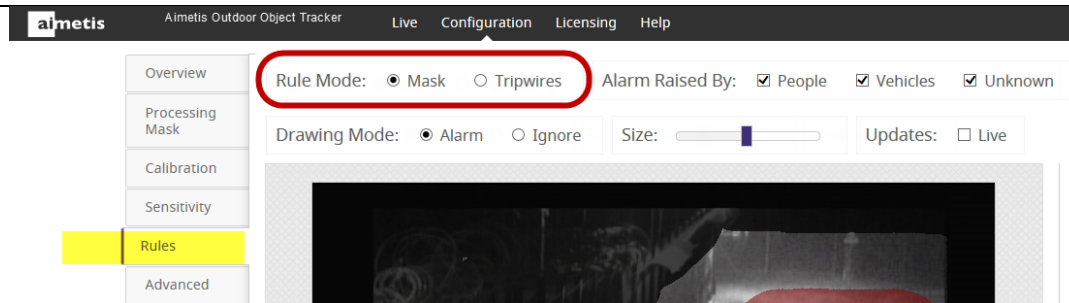 aimetis Aimetis Outdoor Object Tracker Live Configuration Licensing Help
Overview
Rule Mode: Mask Tripwires Alarm Raised By: People Vehicles Unknown
Processing
Mask
Drawing Mode: Alarm Ignore Size: Updates: Live
Calibration
Sensitivity
Rules
Advanced